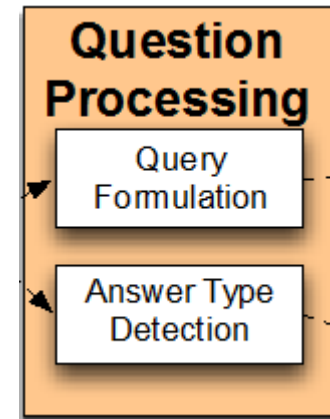 Question
Processing
Query
Formulation
Answer Type
Detection